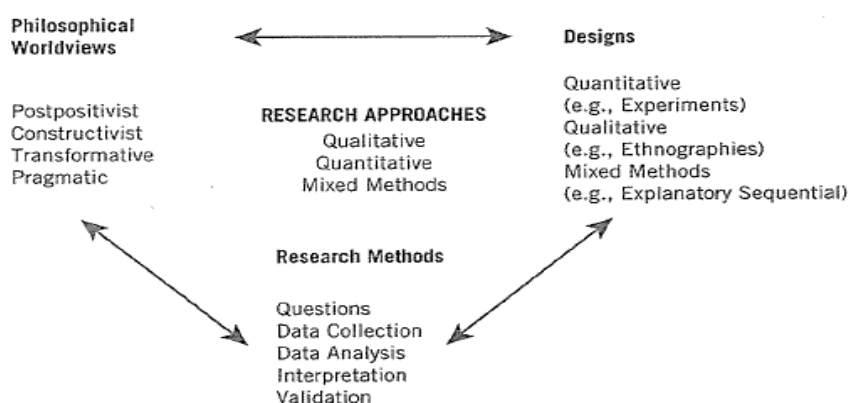 Philosophical
Worldviews
Postpositivist
Constructivist
Transformative
Pragmatic
RESEARCH APPROACHES
Qualitative
Quantitative
Mixed Methods
Designs
Quantitative
(e.g., Experiments)
Qualitative
(e.g., Ethnographies)
Mixed Methods
(e.g., Explanatory Sequential)
Research Methods
Questions
Data Collection
Data Analysis
Interpretation
Validation